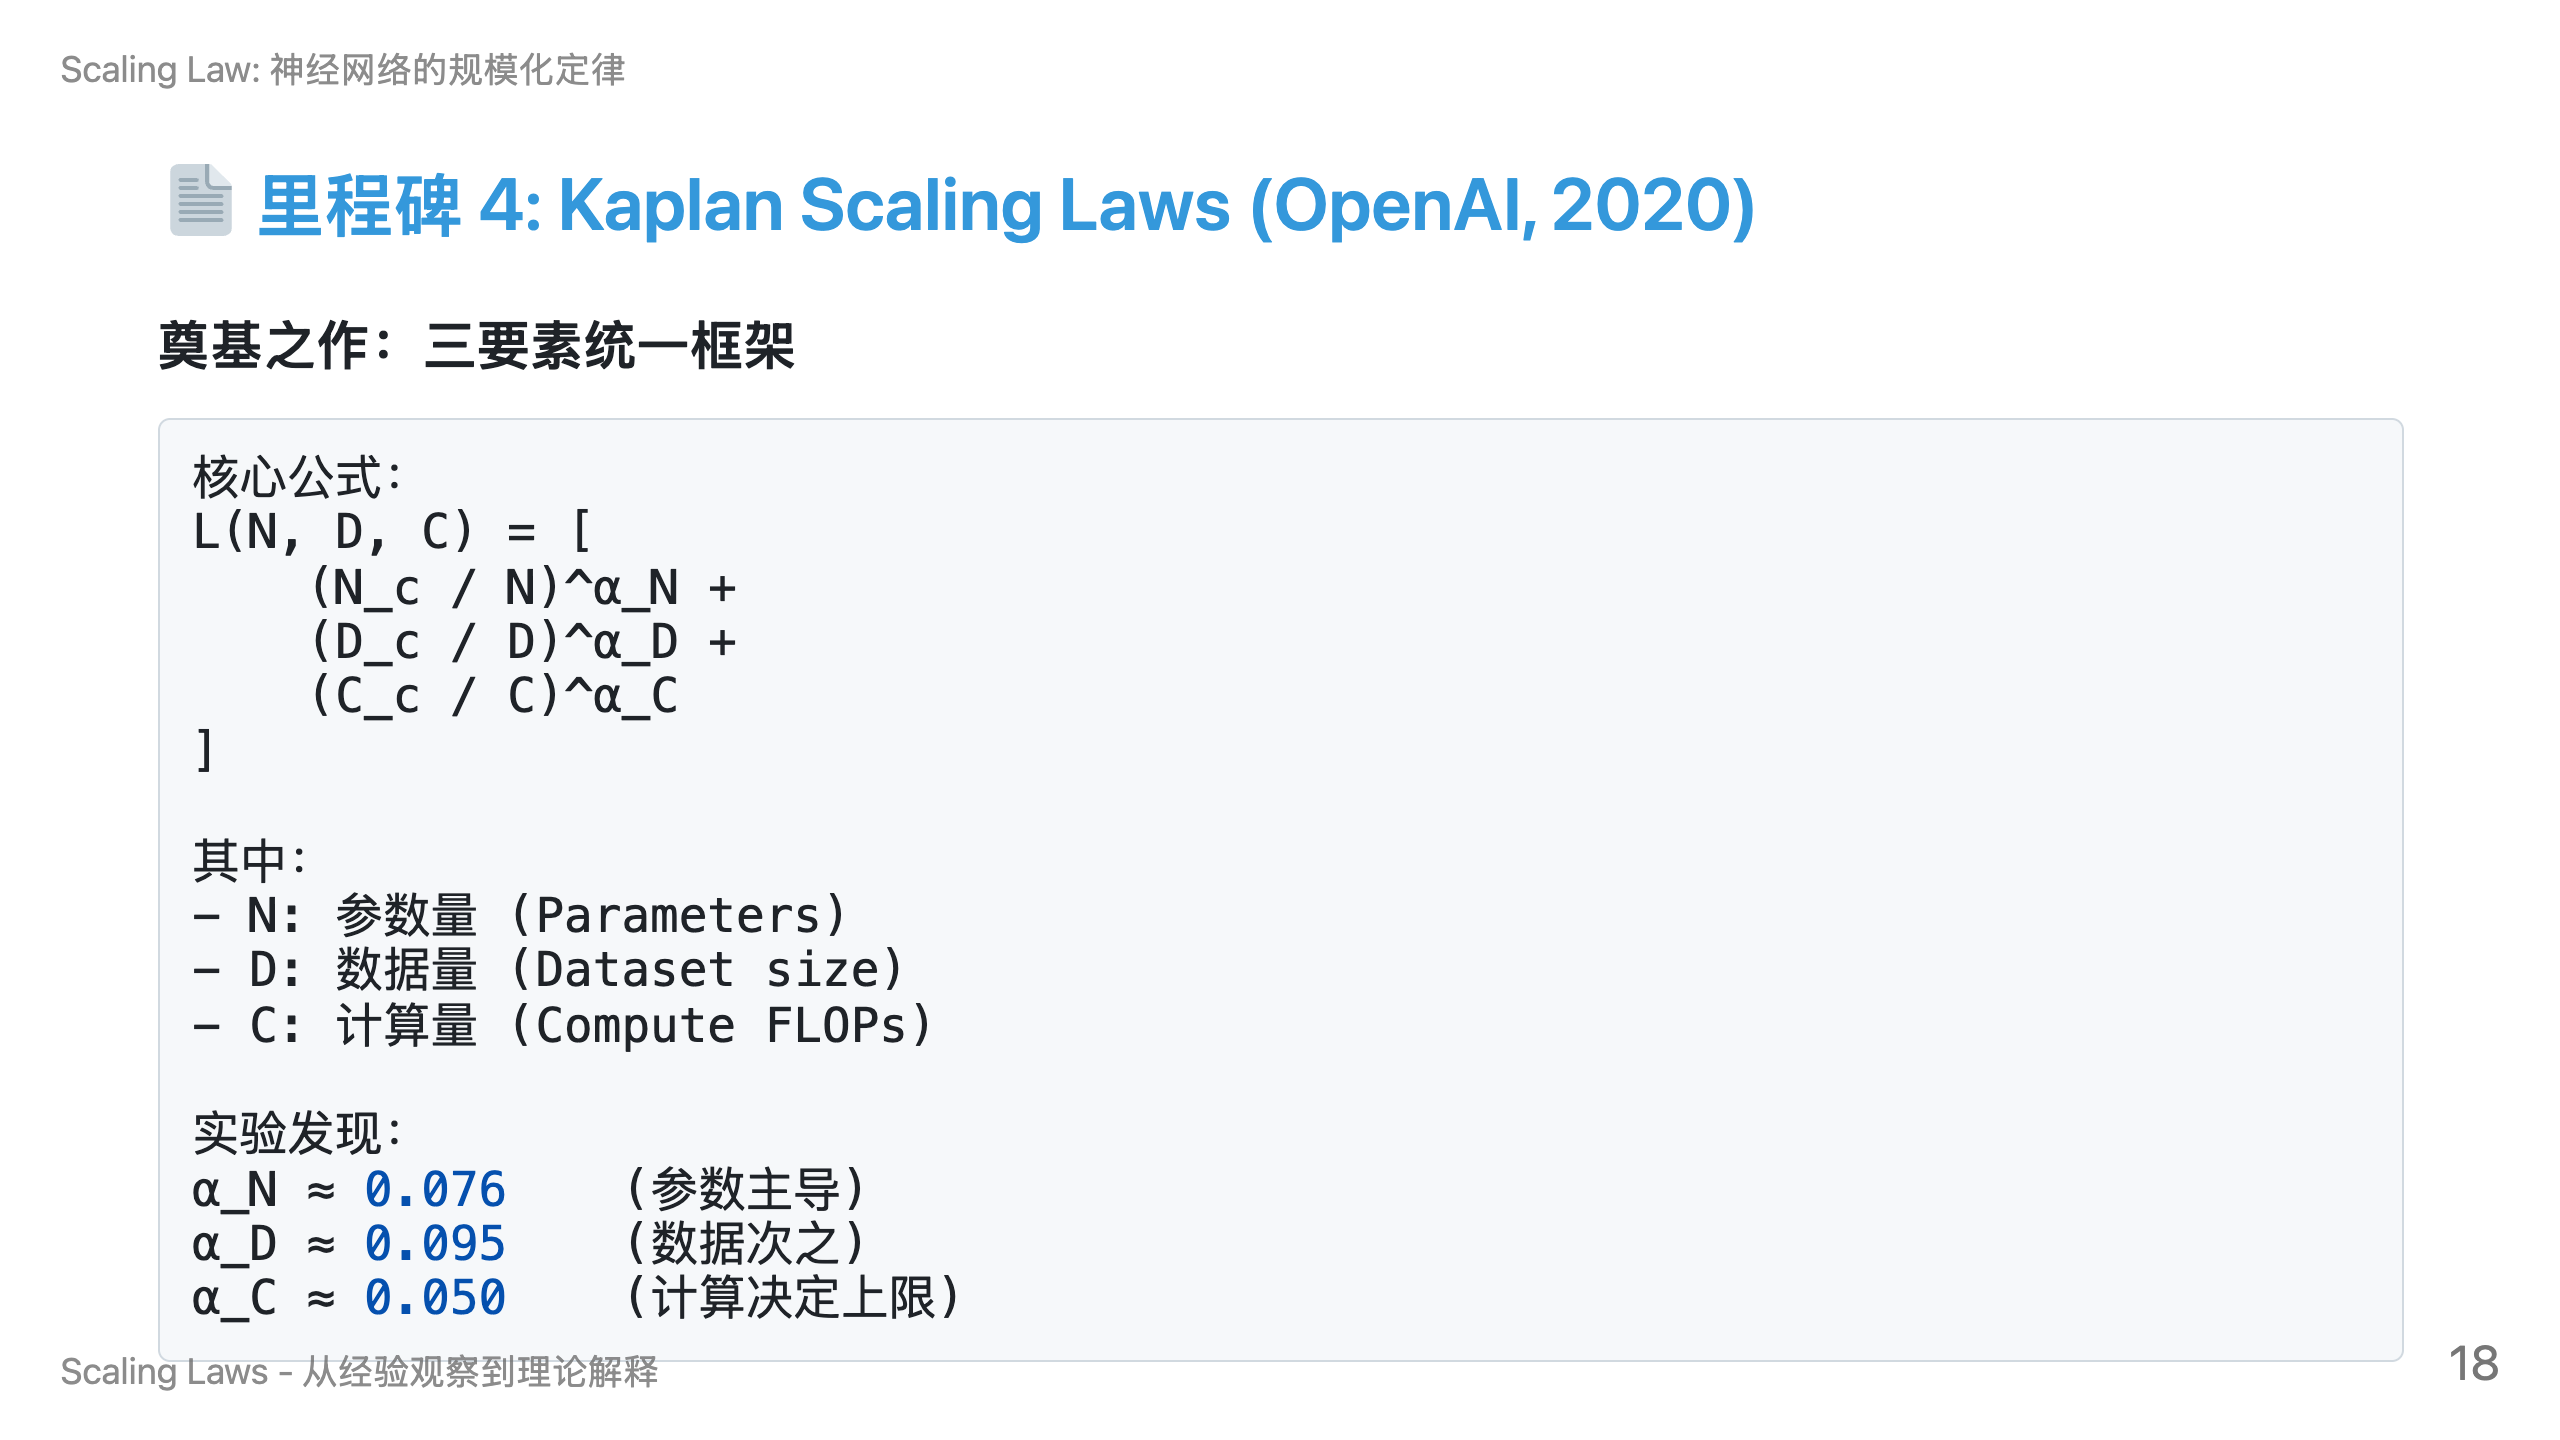 Scaling Law: 神经网络的规模化定律
里程碑 4: Kaplan Scaling Laws (OpenAI, 2020)
奠基之作：三要素统一框架
核心公式：
L(N, D, C) = [
    (N_c / N)^α_N +
    (D_c / D)^α_D +
    (C_c / C)^α_C
]
其中：
- N: 参数量 (Parameters)
- D: 数据量 (Dataset size)
- C: 计算量 (Compute FLOPs)
实验发现：
α_N ≈ 0.076    (参数主导)
α_D ≈ 0.095    (数据次之)
α_C ≈ 0.050    (计算决定上限)
Scaling Laws - 从经验观察到理论解释
18